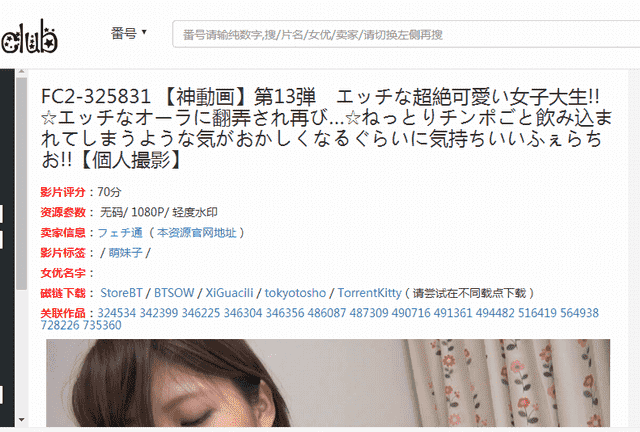 club
番号 ▾
番号请输纯数字,搜/片名/女优/卖家/请切换左侧再搜
FC2-325831 【神動画】第13弾　エッチな超絶可愛い女子大生!!
☆エッチなオーラに翻弄され再び…☆ねっとりチンポごと飲み込ま
れてしまうような気がおかしくなるぐらいに気持ちいいふぇらち
お!!【個人撮影】
影片评分：70分
资源参数： 无码/ 1080P/ 轻度水印
卖家信息：フェチ通 （ 本资源官网地址 ）
影片标签： / 萌妹子 /
女优名字：
磁链下载： StoreBT / BTSOW / XiGuacili / tokyotosho / TorrentKitty（ 请尝试在不同载点下载 ）
关联作品：324534 342399 346225 346304 346356 486087 487309 490716 491361 494482 516419 564938
728226 735360